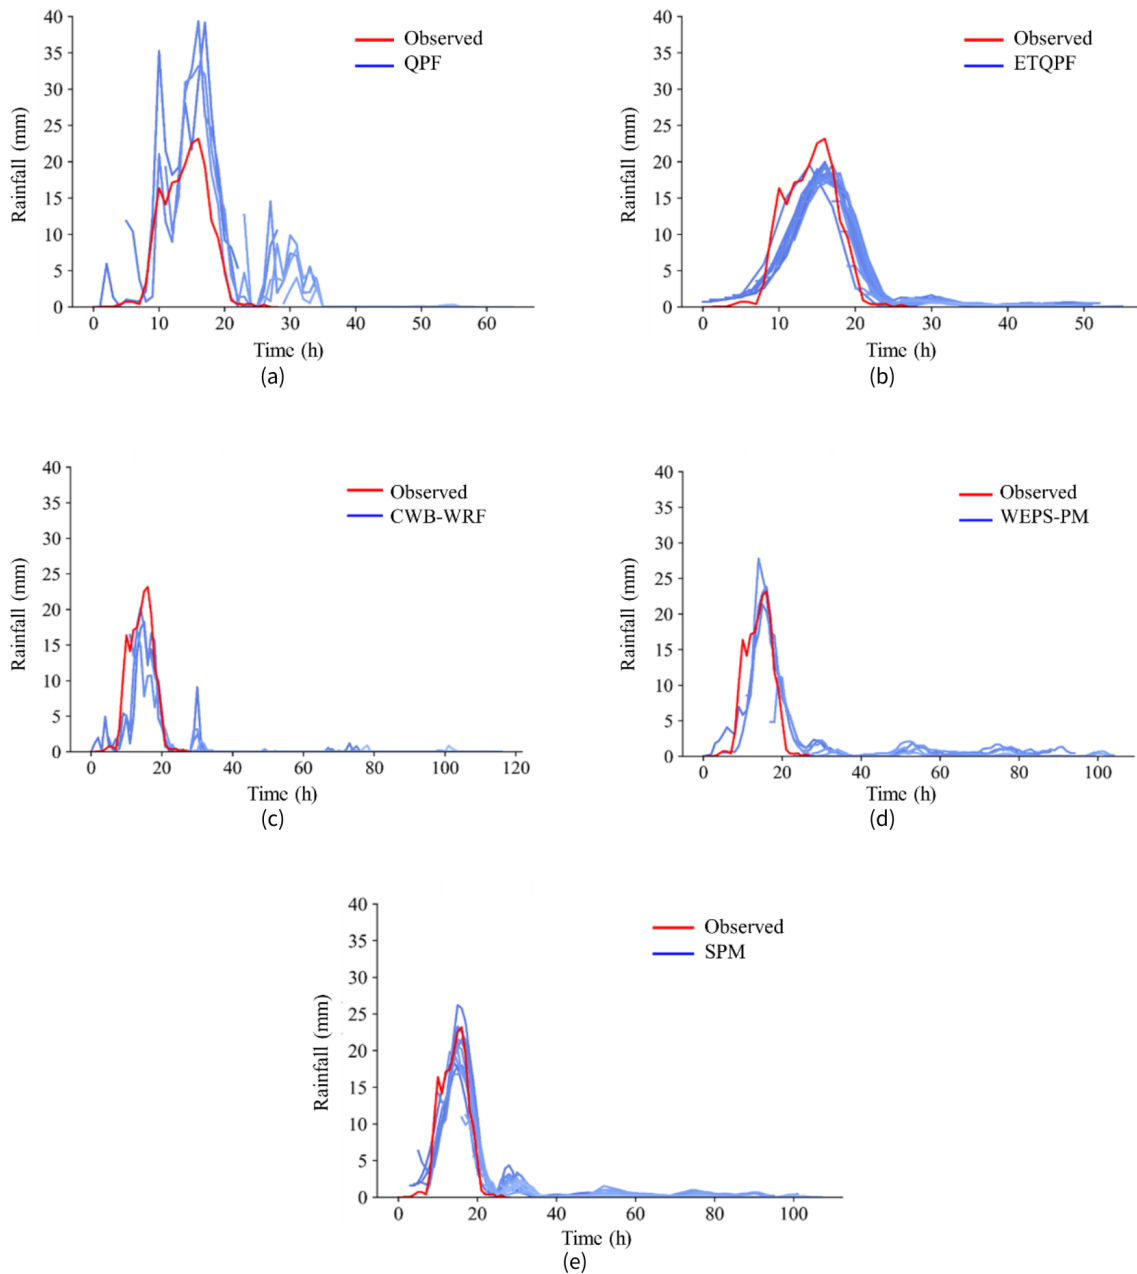 40
35
30
25
20
15
10
5
0
Rainfall (mm)
Observed
QPF
0 10 20 30 40 50 60
Time (h)
(a)
40
35
30
25
20
15
10
5
0
Rainfall (mm)
Observed
ETQPF
0 10 20 30 40 50
Time (h)
(b)
40
35
30
25
20
15
10
5
0
Rainfall (mm)
Observed
CWB-WRF
0 20 40 60 80 100 120
Time (h)
(c)
40
35
30
25
20
15
10
5
0
Rainfall (mm)
Observed
WEPS-PM
0 20 40 60 80 100
Time (h)
(d)
40
35
30
25
20
15
10
5
0
Rainfall (mm)
Observed
SPM
0 20 40 60 80 100
Time (h)
(e)